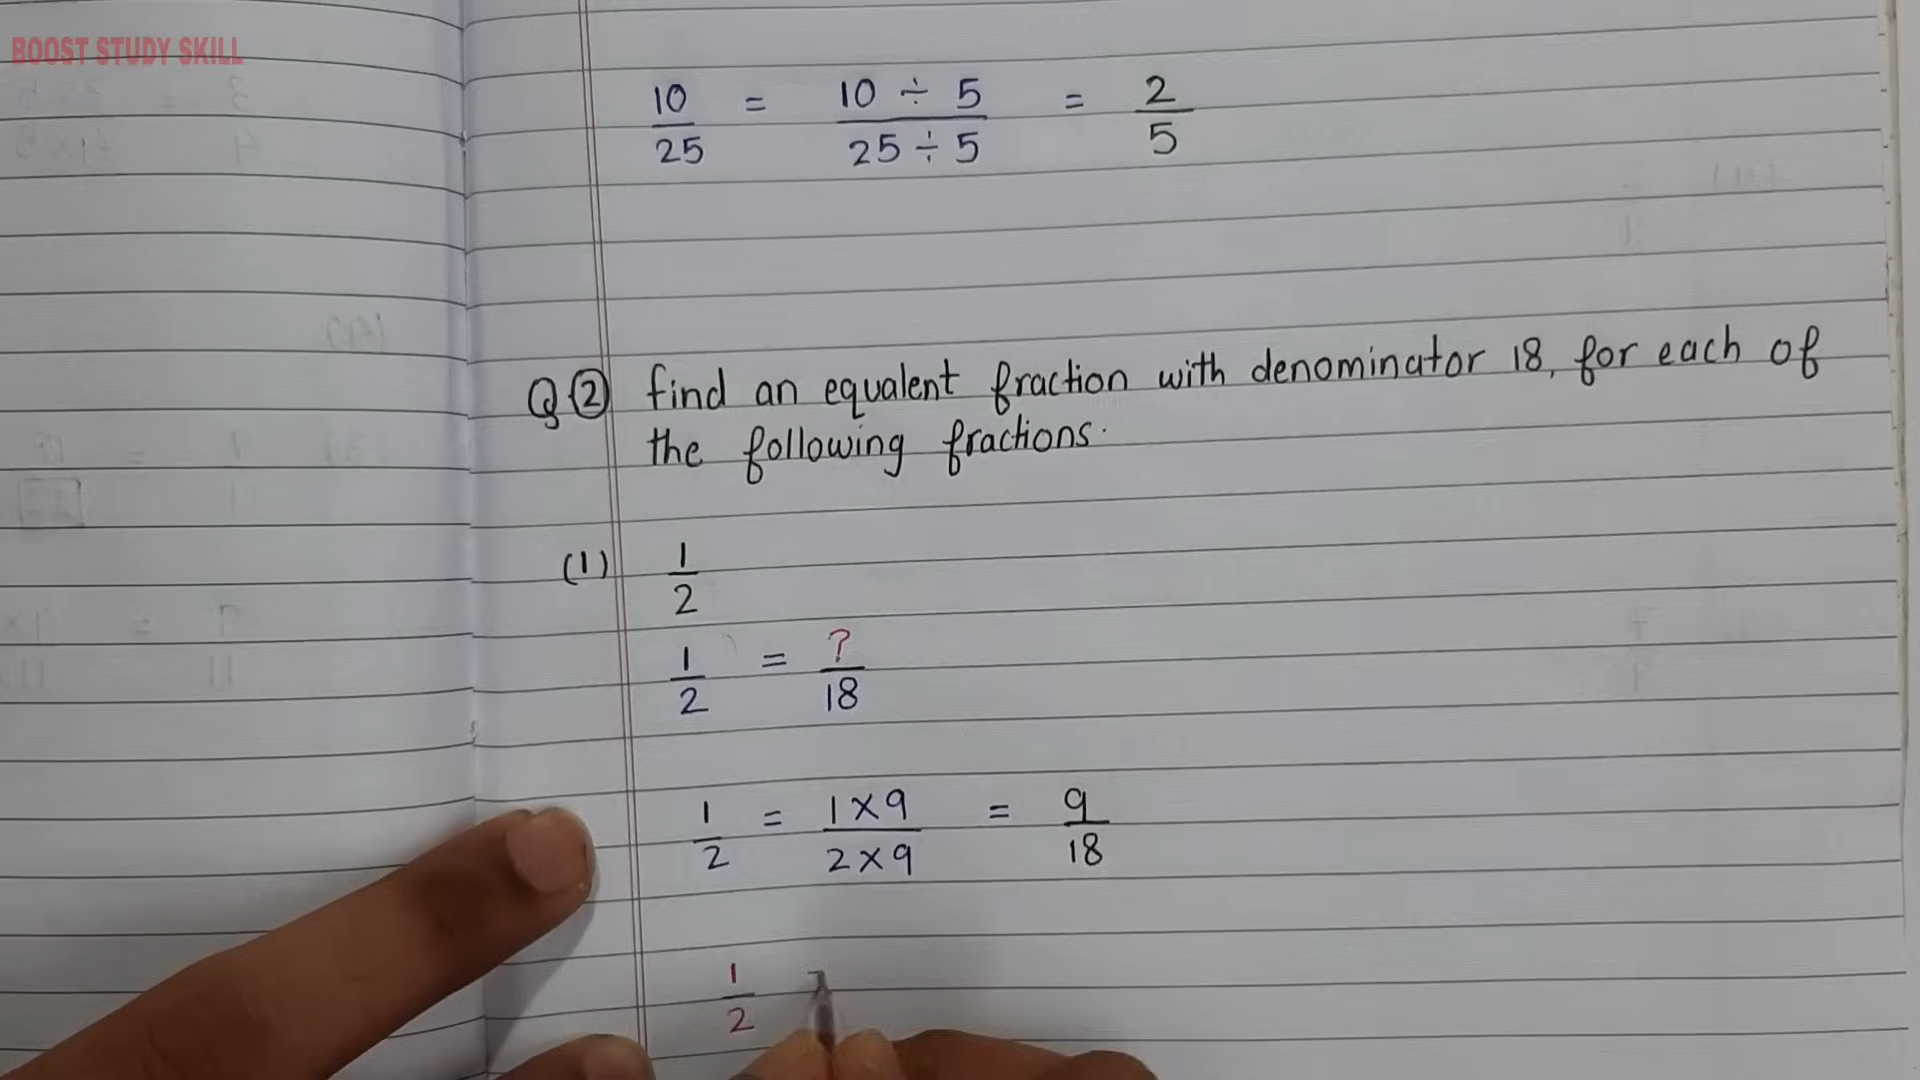 BOOST STUDY SKILL
10/25 = 10 ÷ 5/25 ÷ 5 = 2/5
Q② find an equalent fraction with denominator 18, for each of
the following fractions.
(1) 1/2
1/2 = ?/18
1/2 = 1 × 9/2 × 9 = 9/18
1/2